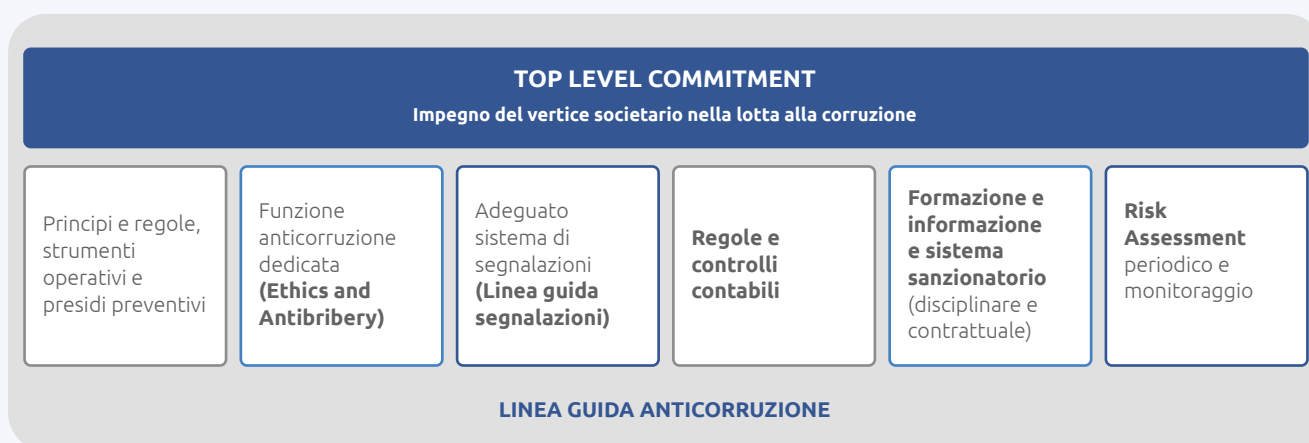 TOP LEVEL COMMITMENT
Impegno del vertice societario nella lotta alla corruzione
Principi e regole,
strumenti
operativi e
presidi preventivi
Funzione
anticorruzione
dedicata
(Ethics and
Antibribery)
Adeguato
sistema di
segnalazioni
(Linea guida
segnalazioni)
Regole e
controlli
contabili
Formazione e
informazione
e sistema
sanzionatorio
(disciplinare e
contrattuale)
Risk
Assessment
periodico e
monitoraggio
LINEA GUIDA ANTICORRUZIONE